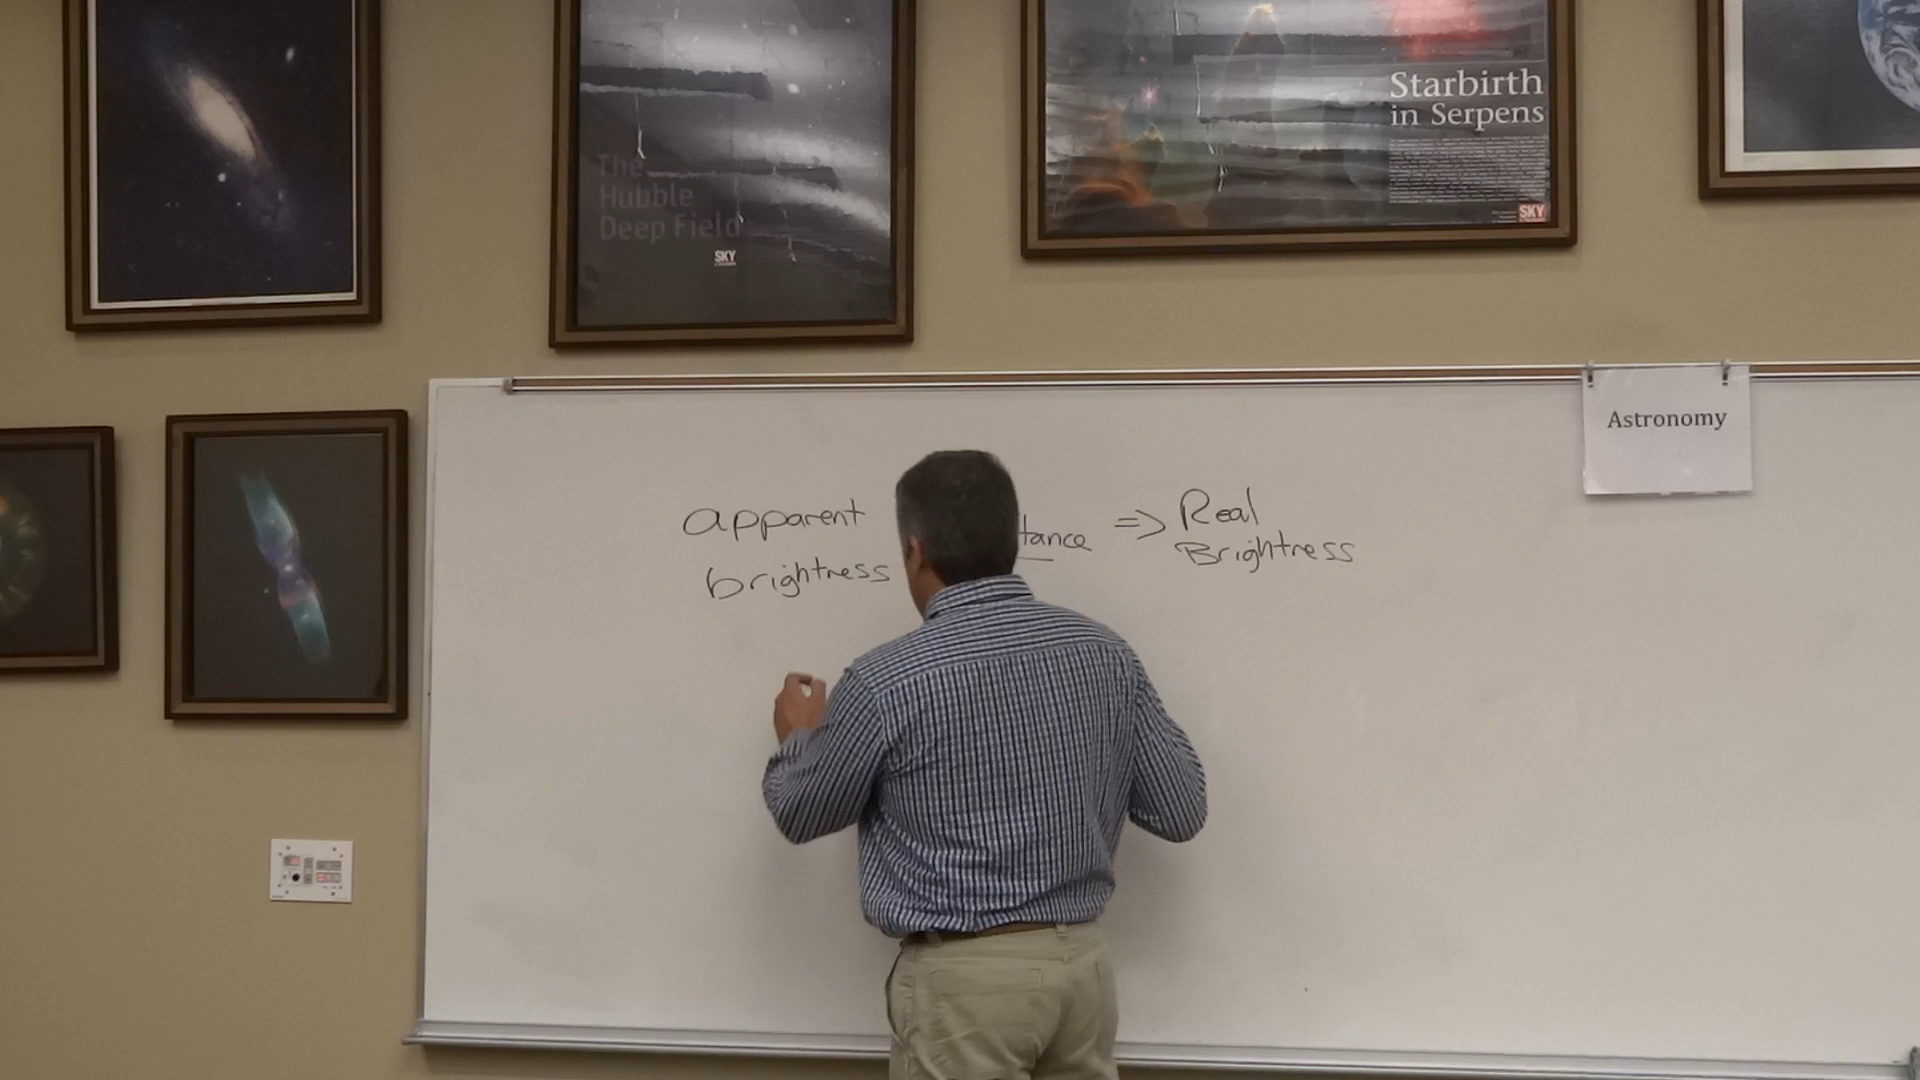 Starbirth
in Serpens
The
Hubble
Deep Field
SKY
SKY
Astronomy
apparent
brightness
tance
=> Real
Brightness